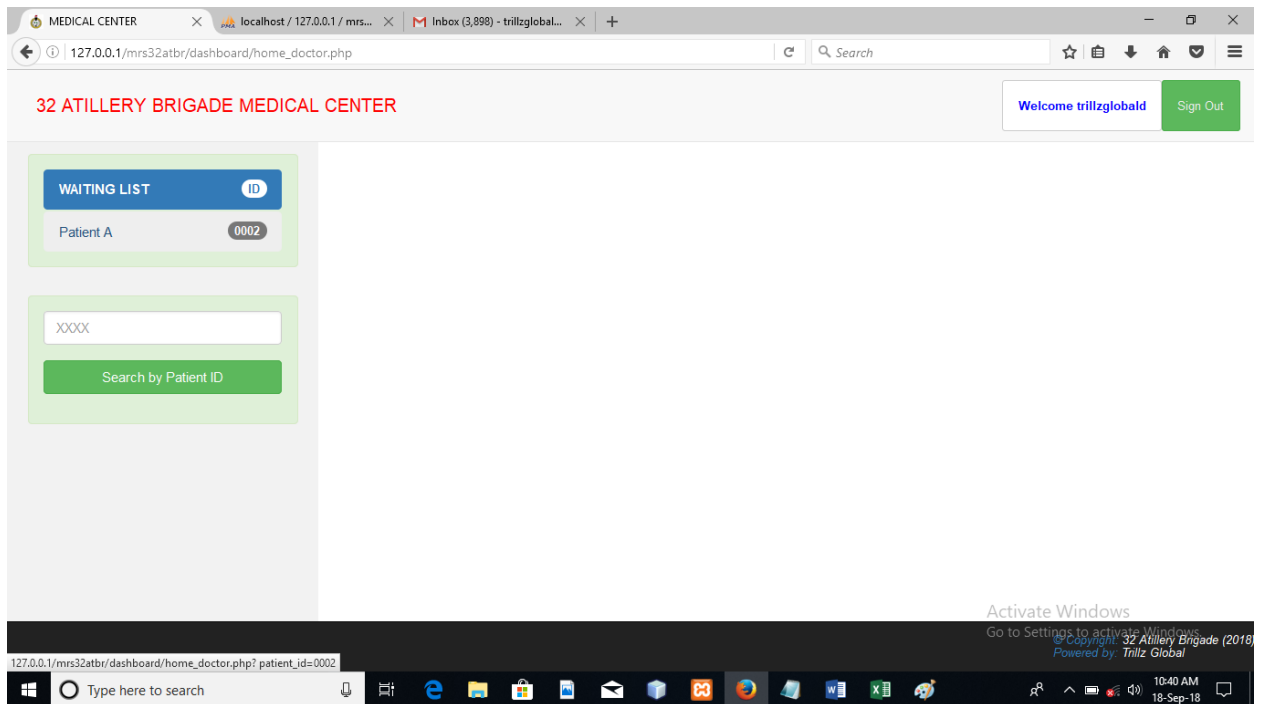 MEDICAL CENTER
localhost / 127.0.0.1 / mrs...
Inbox (3,898) - trillzglobal...
127.0.0.1/mrs32atbr/dashboard/home_doctor.php
Search
32 ATILLERY BRIGADE MEDICAL CENTER
Welcome trillzglobald
Sign Out
WAITING LIST ID
Patient A 0002
XXXX
Search by Patient ID
Activate Windows
Go to Settings to activate Windows.
© Copyright: 32 Atillery Brigade (2018)
Powered by: Trillz Global
127.0.0.1/mrs32atbr/dashboard/home_doctor.php? patient_id=0002
Type here to search
10:40 AM
18-Sep-18